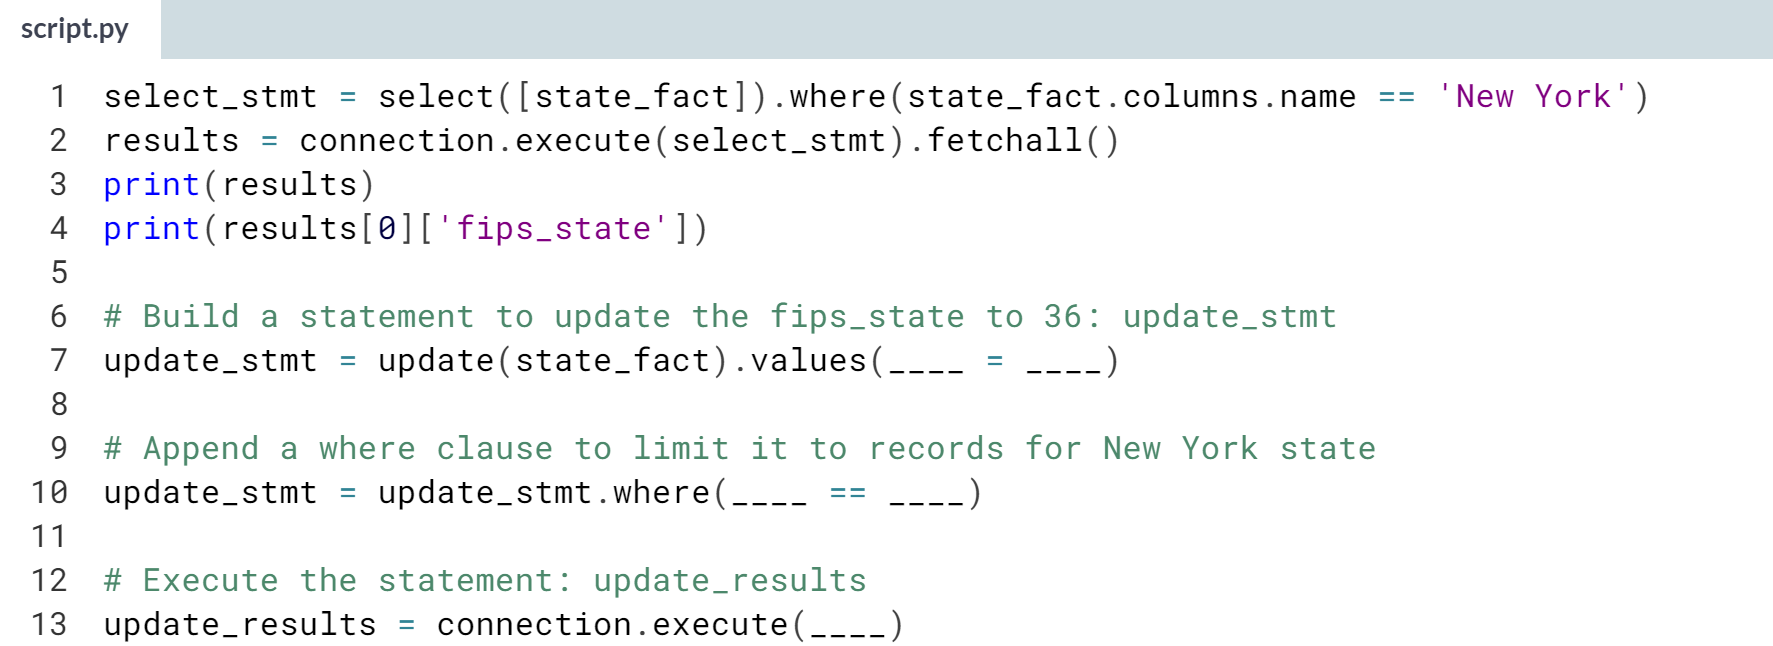 script.py
1 select_stmt = select([state_fact]).where(state_fact.columns.name == 'New York')
2 results = connection.execute(select_stmt).fetchall()
3 print(results)
4 print(results[0]['fips_state'])
5
6 # Build a statement to update the fips_state to 36: update_stmt
7 update_stmt = update(state_fact).values(____ = ____)
8
9 # Append a where clause to limit it to records for New York state
10 update_stmt = update_stmt.where(____ == ____)
11
12 # Execute the statement: update_results
13 update_results = connection.execute(____)